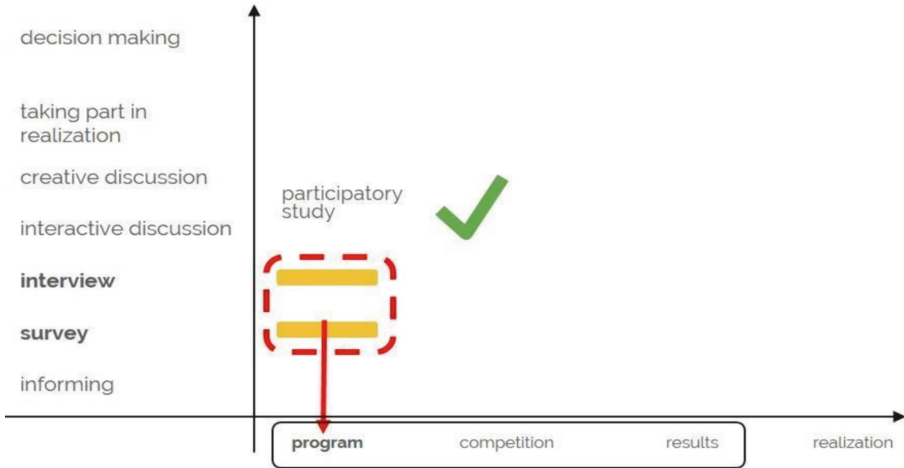 decision making
taking part in
realization
creative discussion
participatory
study
interactive discussion
interview
survey
informing
program competition results realization